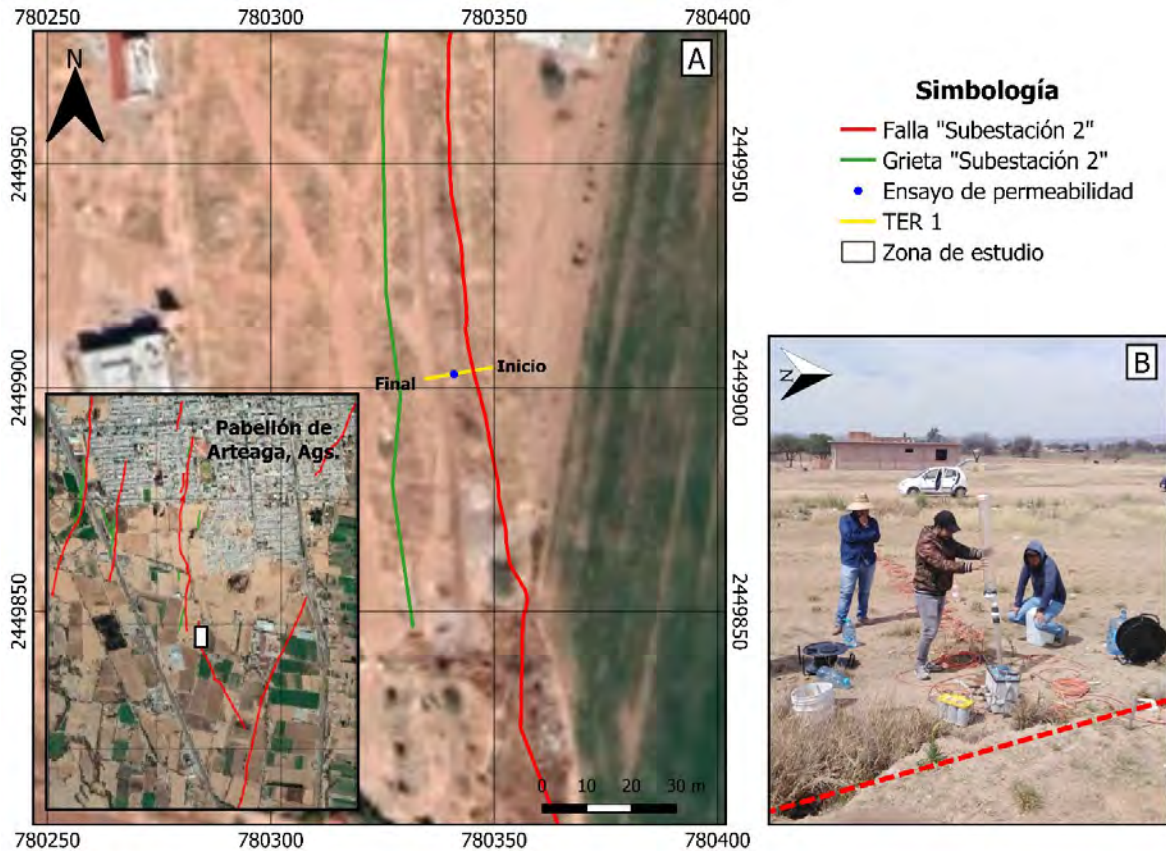 780250
780300
780350
780400
N
A
2449950
2449950
2449900
2449900
2449850
2449850
Inicio
Final
Pabellón de
Arteaga, Ags.
0 10 20 30 m
780250
780300
780350
780400
Simbología
Falla "Subestación 2"
Grieta "Subestación 2"
Ensayo de permeabilidad
TER 1
Zona de estudio
N
B